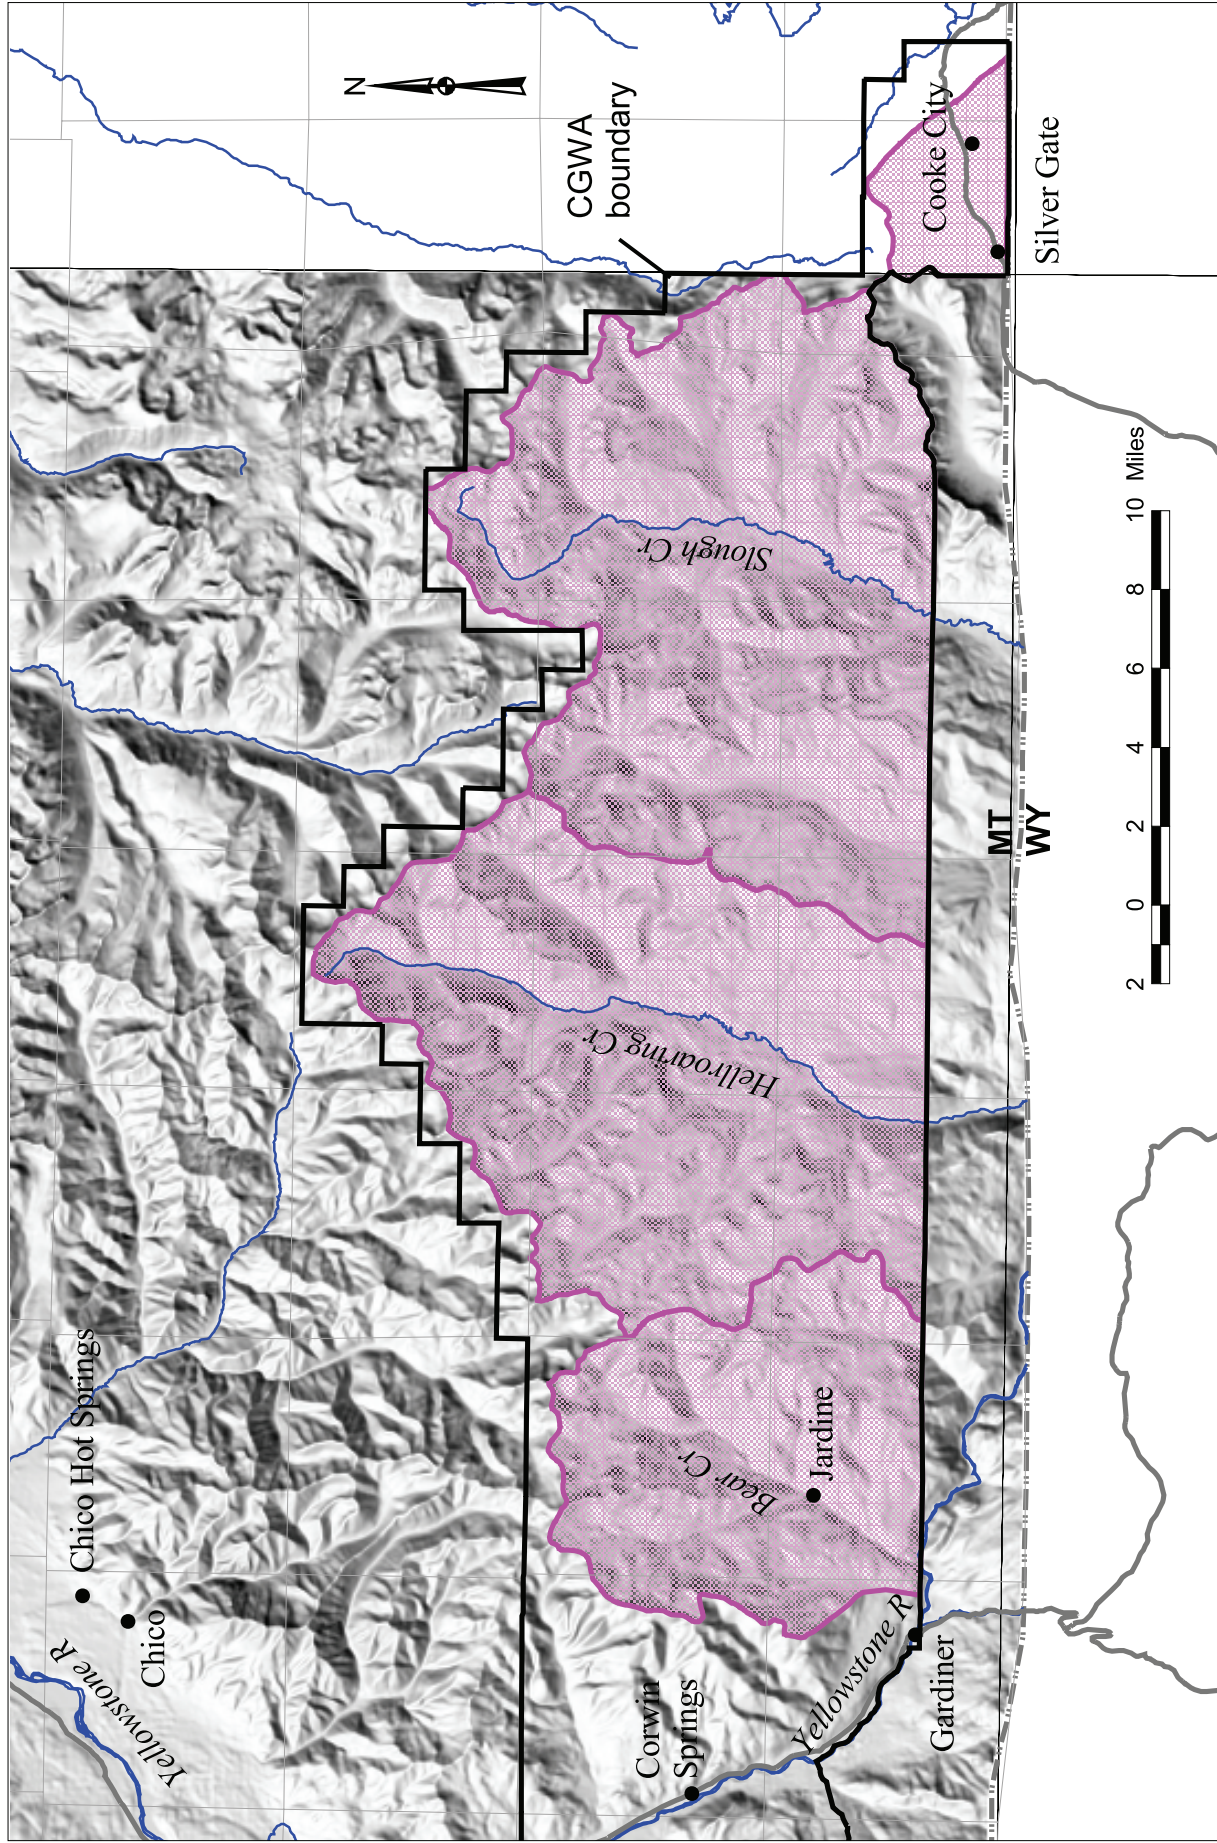 Chico Hot Springs
Chico
Yellowstone R
Corwin
Springs
Yellowstone R
Gardiner
Bear Cr
Jardine
Hellroaring Cr
Slough Cr
MT
WY
2 0 2 4 6 8 10 Miles
N
CGWA
boundary
Cooke City
Silver Gate